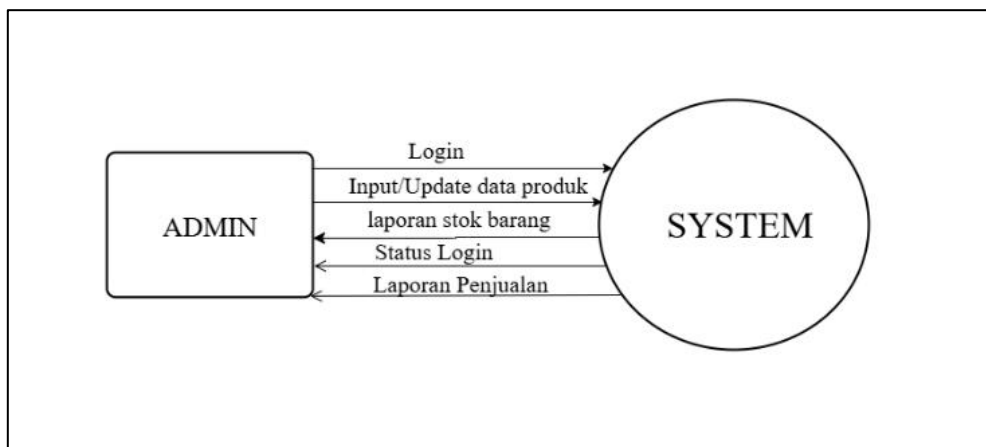 Login
Input/Update data produk
laporan stok barang
Status Login
Laporan Penjualan
ADMIN
SYSTEM